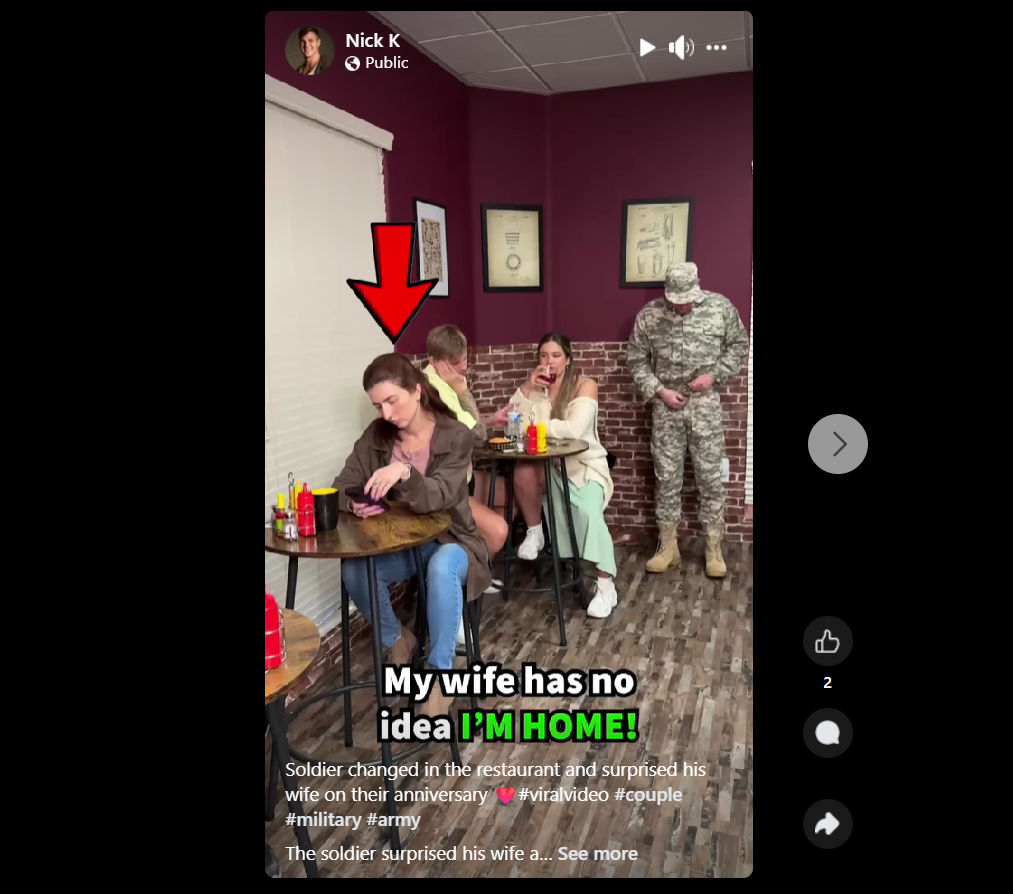 Nick K
Public
My wife has no
idea I'M HOME!
Soldier changed in the restaurant and surprised his
wife on their anniversary 💔#viralvideo #couple
#military #army
The soldier surprised his wife a... See more
2